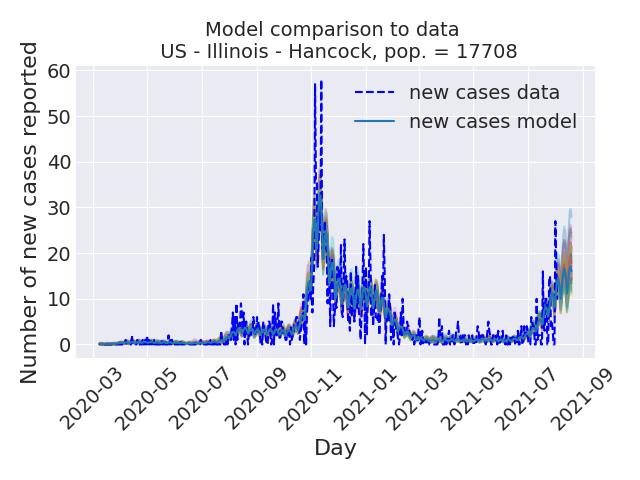 Model comparison to data
US - Illinois - Hancock, pop. = 17708
Number of new cases reported
60
50
40
30
20
10
0
new cases data
new cases model
2020-03
2020-05
2020-07
2020-09
2020-11
2021-01
2021-03
2021-05
2021-07
2021-09
Day